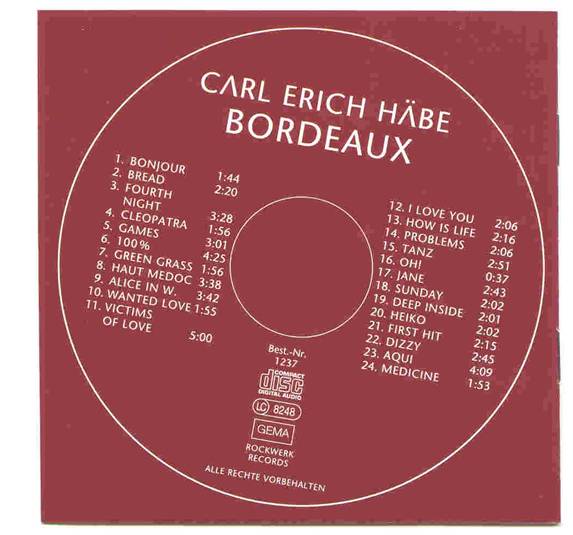 CARL ERICH HÄBE
BORDEAUX
1. BONJOUR 1:44
2. BREAD 2:20
3. FOURTH
NIGHT 3:28
4. CLEOPATRA 1:56
5. GAMES 3:01
6. 100% 4:25
7. GREEN GRASS 1:56
8. HAUT MEDOC 3:38
9. ALICE IN W. 3:42
10. WANTED LOVE 1:55
11. VICTIMS
OF LOVE 5:00
12. I LOVE YOU 2:06
13. HOW IS LIFE 2:16
14. PROBLEMS 2:06
15. TANZ 2:51
16. OH! 0:37
17. JANE 2:43
18. SUNDAY 2:02
19. DEEP INSIDE 2:01
20. HEIKO 2:02
21. FIRST HIT 2:15
22. DIZZY 2:45
23. AQUI 4:09
24. MEDICINE 1:53
Best.-Nr.
1237
COMPACT
disc
DIGITAL AUDIO
LC 8248
GEMA
ROCKWERK
RECORDS
ALLE RECHTE VORBEHALTEN